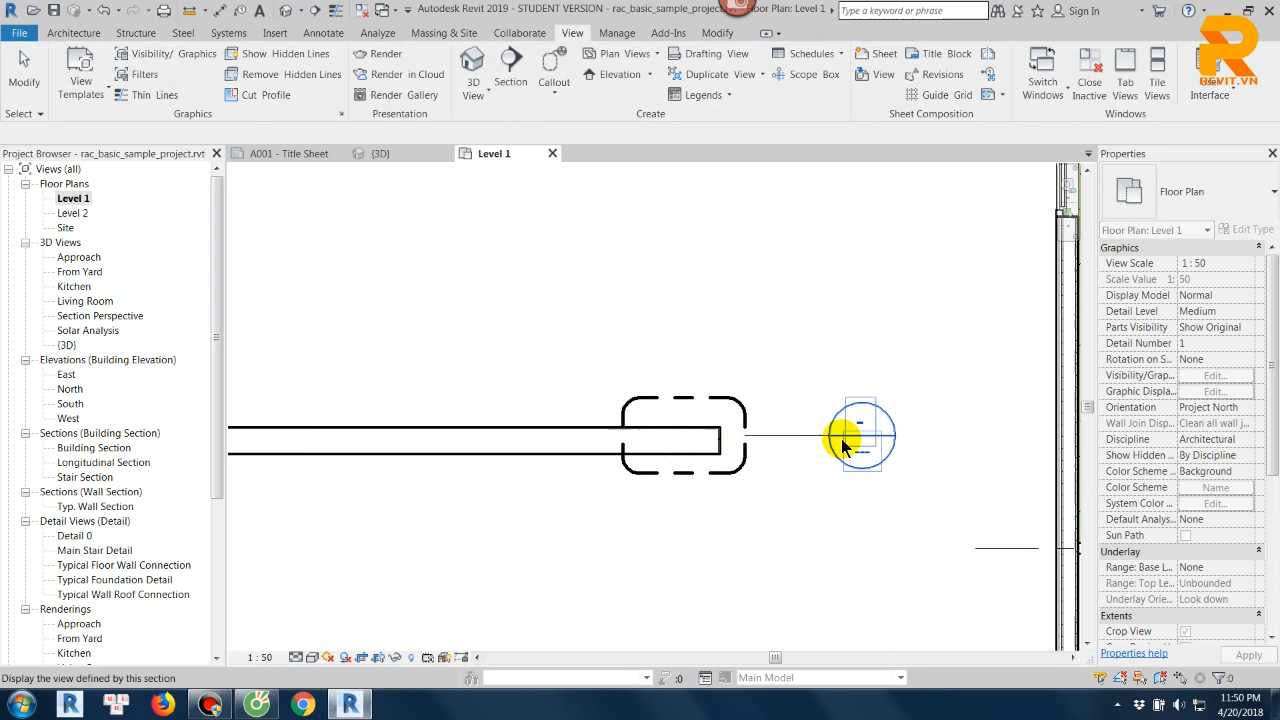 Autodesk Revit 2019 - STUDENT VERSION - rac_basic_sample_proj
Floor Plan: Level 1
Type a keyword or phrase
Sign In
File Architecture Structure Steel Systems Insert Annotate Analyze Massing & Site Collaborate View Manage Add-Ins Modify
Modify
View Templates
Visibility/ Graphics
Filters
Thin Lines
Show Hidden Lines
Remove Hidden Lines
Cut Profile
Render
Render in Cloud
Render Gallery
3D View
Section
Callout
Plan Views
Elevation
Drafting View
Duplicate View
Legends
Schedules
Scope Box
Sheet
View
Title Block
Revisions
Guide Grid
Switch Windows
Close Inactive
Tab Views
Tile Views
Interface
REVIT.VN
Select
Graphics
Presentation
Create
Sheet Composition
Windows
Project Browser - rac_basic_sample_project.rvt
A001 - Title Sheet
{3D}
Level 1
Properties
Views (all)
Floor Plans
Level 1
Level 2
Site
3D Views
Approach
From Yard
Kitchen
Living Room
Section Perspective
Solar Analysis
{3D}
Elevations (Building Elevation)
East
North
South
West
Sections (Building Section)
Building Section
Longitudinal Section
Stair Section
Sections (Wall Section)
Typ. Wall Section
Detail Views (Detail)
Detail 0
Main Stair Detail
Typical Floor Wall Connection
Typical Foundation Detail
Typical Wall Roof Connection
Renderings
Approach
From Yard
Kitchen
Floor Plan
Floor Plan: Level 1
Edit Type
Graphics
View Scale 1 : 50
Scale Value 1: 50
Display Model Normal
Detail Level Medium
Parts Visibility Show Original
Detail Number 1
Rotation on S... None
Visibility/Grap... Edit...
Graphic Displa... Edit...
Orientation Project North
Wall Join Displ... Clean all wall j...
Discipline Architectural
Show Hidden ... By Discipline
Color Scheme ... Background
Color Scheme Name
System Color ... Edit...
Default Analys... None
Sun Path
Underlay
Range: Base L... None
Range: Top Le... Unbounded
Underlay Orie... Look down
Extents
Crop View
Properties help
Apply
1 : 50
Display the view defined by this section
:0
Main Model
:0
11:50 PM
4/20/2018